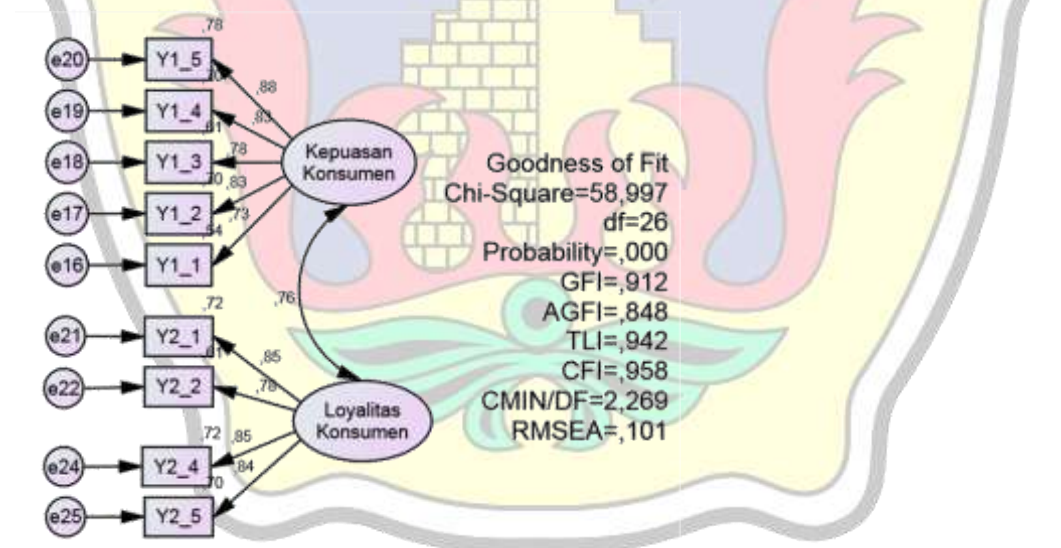 ,78
e20 Y1_5
,70
,88
e19 Y1_4
,83
,61
e18 Y1_3 ,78
,70 ,83
e17 Y1_2
,73
,54
e16 Y1_1
Kepuasan
Konsumen
,76
,72
e21 Y2_1
,61 ,85
e22 Y2_2 ,78
Loyalitas
Konsumen
,72 ,85
e24 Y2_4 ,84
,70
e25 Y2_5
Goodness of Fit
Chi-Square=58,997
df=26
Probability=,000
GFI=,912
AGFI=,848
TLI=,942
CFI=,958
CMIN/DF=2,269
RMSEA=,101